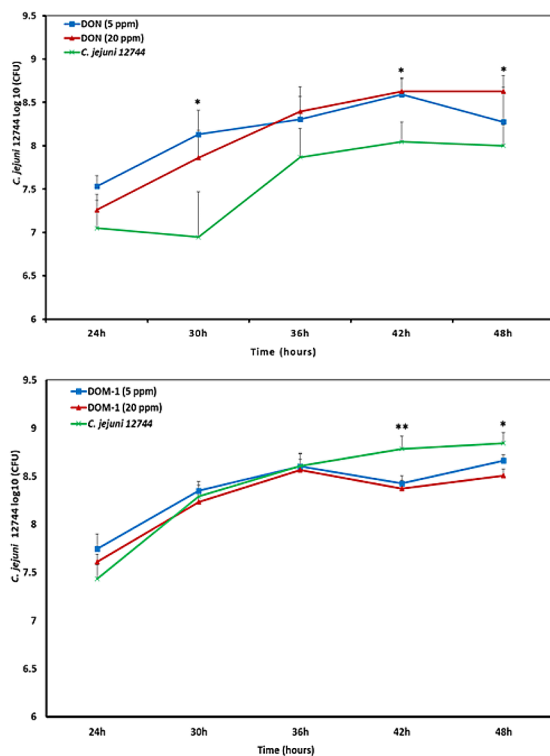 DON (5 ppm)
DON (20 ppm)
C. jejuni 12744
C. jejuni 12744 Log 10 (CFU)
9.5
9
8.5
8
7.5
7
6.5
6
*
*
*
24h 30h 36h 42h 48h
Time (hours)
DOM-1 (5 ppm)
DOM-1 (20 ppm)
C. jejuni 12744
C. jejuni 12744 log10 (CFU)
9.5
9
8.5
8
7.5
7
6.5
6
**
*
24h 30h 36h 42h 48h
Time (hours)